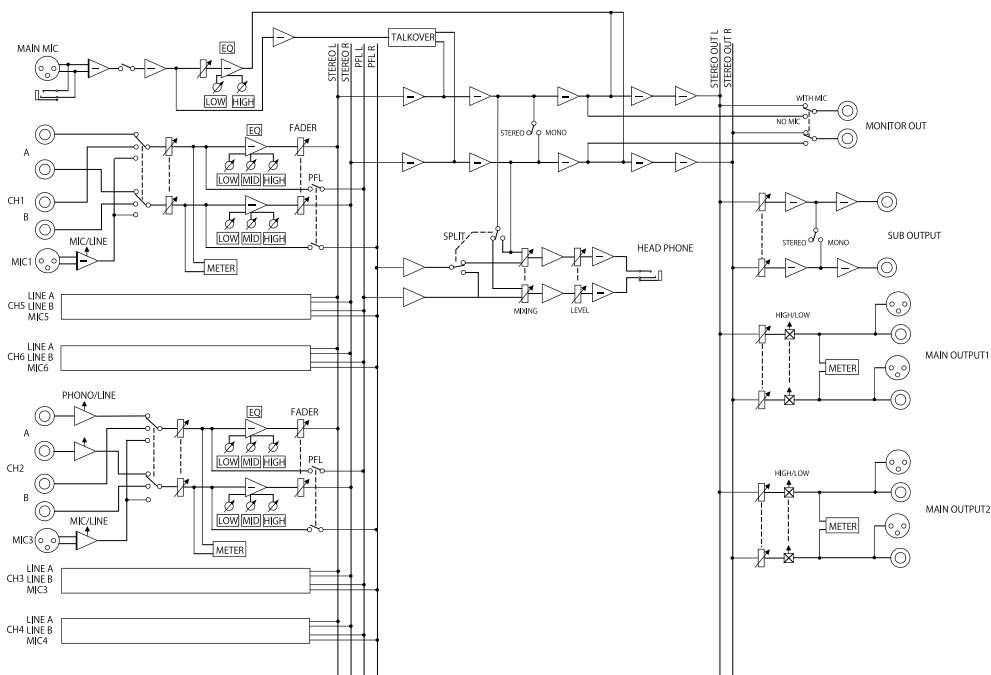 MAIN MIC
EQ
LOW HIGH
TALKOVER
STEREO L
STEREO R
PFL L
PFL R
STEREO OUT L
STEREO OUT R
WITH MIC
NO MIC
MONITOR OUT
STEREO MONO
A
CH1
B
MIC1
MIC/LINE
EQ
LOW MID HIGH
FADER
PFL
LOW MID HIGH
METER
SPLIT
MIXING
LEVEL
HEAD PHONE
STEREO MONO
SUB OUTPUT
LINE A
CH5 LINE B
MIC5
LINE A
CH6 LINE B
MIC6
HIGH/LOW
METER
MAIN OUTPUT1
PHONO/LINE
A
CH2
B
MIC3
MIC/LINE
EQ
LOW MID HIGH
FADER
PFL
LOW MID HIGH
METER
HIGH/LOW
METER
MAIN OUTPUT2
LINE A
CH3 LINE B
MIC3
LINE A
CH4 LINE B
MIC4